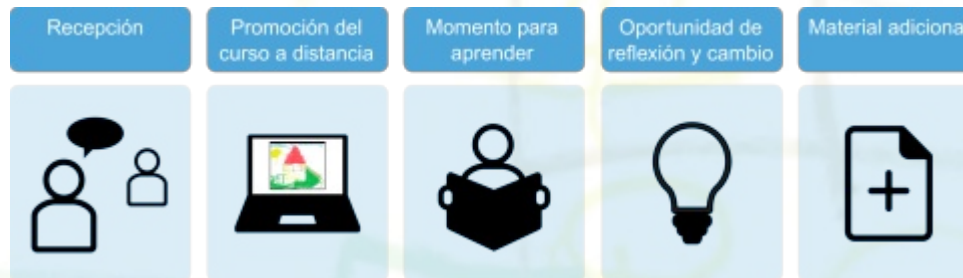 Recepción
Promoción del
curso a distancia
Momento para
aprender
Oportunidad de
reflexión y cambio
Material adiciona